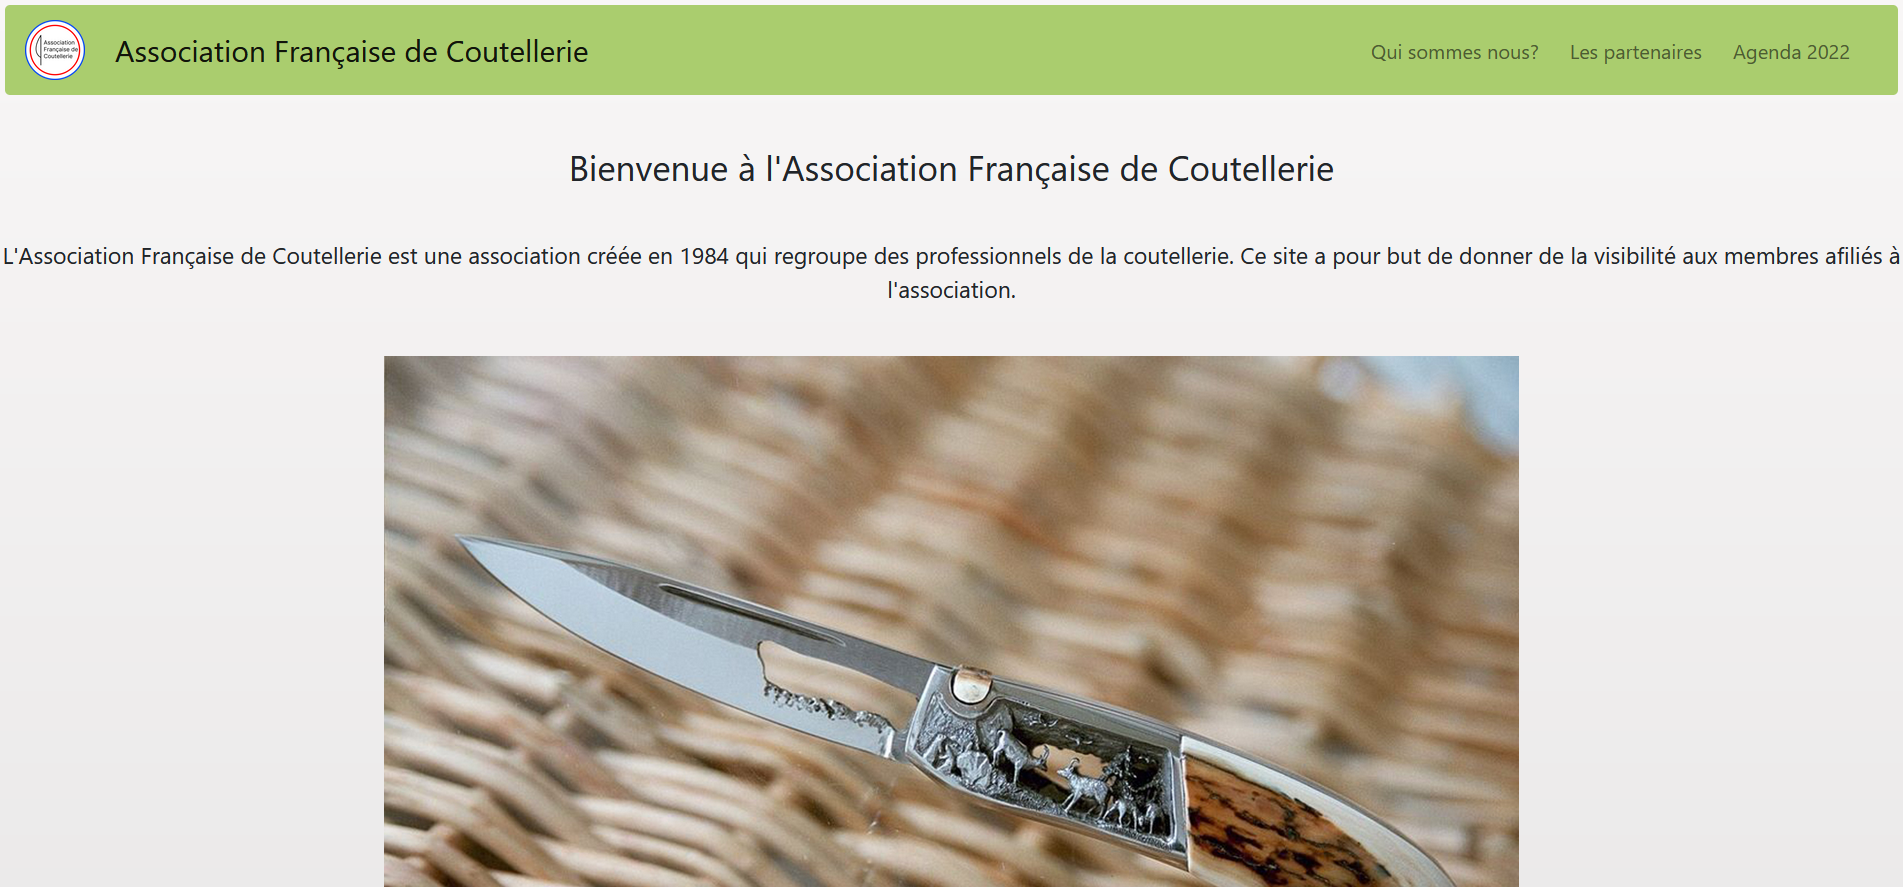 Association
Française de
Coutellerie
Association Française de Coutellerie
Qui sommes nous?
Les partenaires
Agenda 2022
Bienvenue à l'Association Française de Coutellerie
L'Association Française de Coutellerie est une association créée en 1984 qui regroupe des professionnels de la coutellerie. Ce site a pour but de donner de la visibilité aux membres afiliés à
l'association.